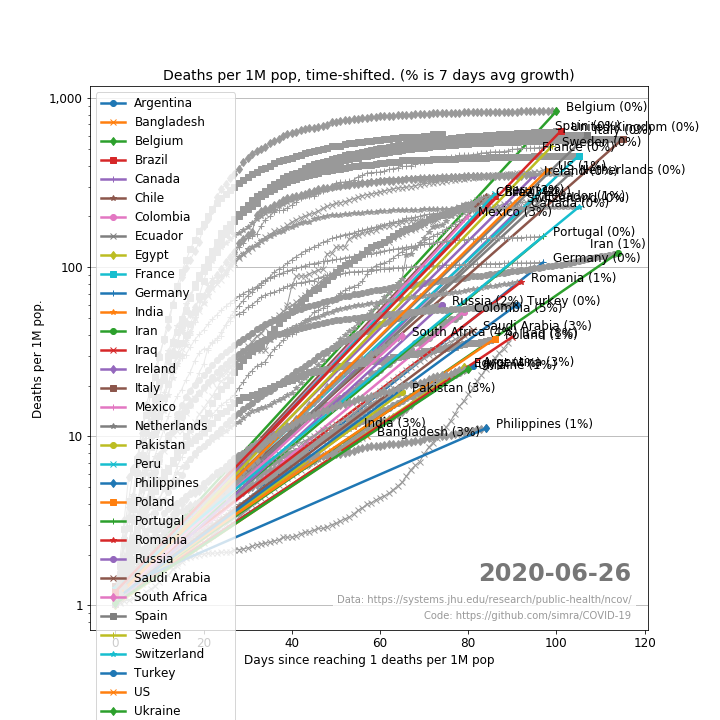 Deaths per 1M pop, time-shifted. (% is 7 days avg growth)
Deaths per 1M pop.
1,000
100
10
1
Argentina
Bangladesh
Belgium
Brazil
Canada
Chile
Colombia
Ecuador
Egypt
France
Germany
India
Iran
Iraq
Ireland
Italy
Mexico
Netherlands
Pakistan
Peru
Philippines
Poland
Portugal
Romania
Russia
Saudi Arabia
South Africa
Spain
Sweden
Switzerland
Turkey
US
Ukraine
Belgium (0%)
France (0%)
Mexico (3%)
Canada (0%)
Portugal (0%)
Iran (1%)
Germany (0%)
Romania (1%)
Russia (2%)
Turkey (0%)
Colombia (5%)
South Africa (4%)
Saudi Arabia (3%)
Pakistan (3%)
India (3%)
Bangladesh (3%)
Philippines (1%)
2020-06-26
Data: https://systems.jhu.edu/research/public-health/ncov/
Code: https://github.com/simra/COVID-19
0
20
40
60
80
100
120
Days since reaching 1 deaths per 1M pop